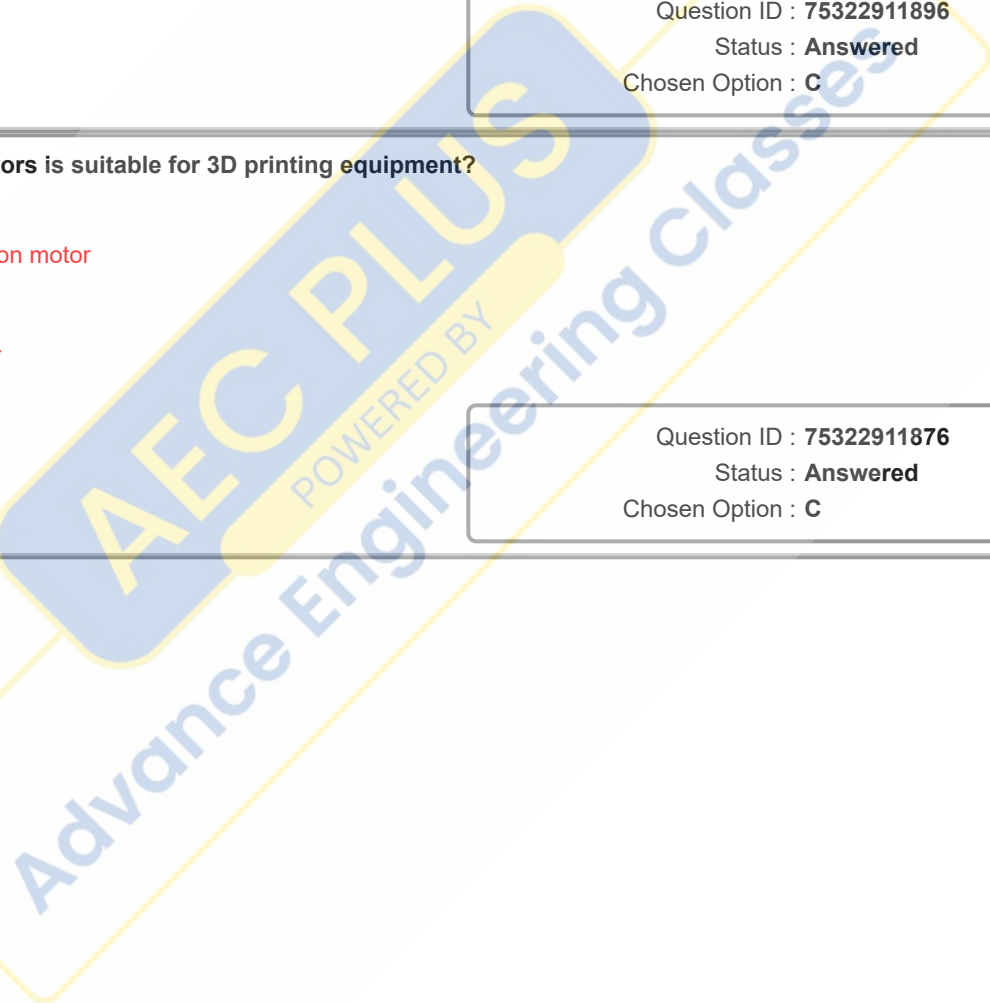 Question ID : 75322911896
Status : Answered
Chosen Option : C
ors is suitable for 3D printing equipment?
on motor
Question ID : 75322911876
Status : Answered
Chosen Option : C
AEC PLUS
POWERED BY
Advance Engineering Classes